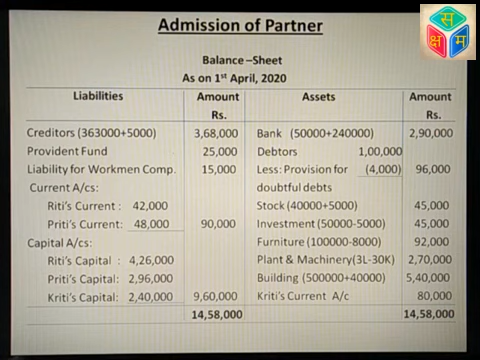 स
क्ष म
Admission of Partner
Balance –Sheet
As on 1st April, 2020
Liabilities Amount Rs. Assets Amount Rs.
Creditors (363000+5000) 3,68,000 Bank (50000+240000) 2,90,000
Provident Fund 25,000 Debtors 1,00,000
Liability for Workmen Comp. 15,000 Less: Provision for (4,000) 96,000
Current A/cs: doubtful debts
Riti's Current: 42,000 Stock (40000+5000) 45,000
Priti's Current: 48,000 90,000 Investment (50000-5000) 45,000
Capital A/cs: Furniture (100000-8000) 92,000
Riti's Capital : 4,26,000 Plant & Machinery(3L-30K) 2,70,000
Priti's Capital: 2,96,000 Building (500000+40000) 5,40,000
Kriti's Capital: 2,40,000 9,60,000 Kriti's Current A/c 80,000
14,58,000 14,58,000